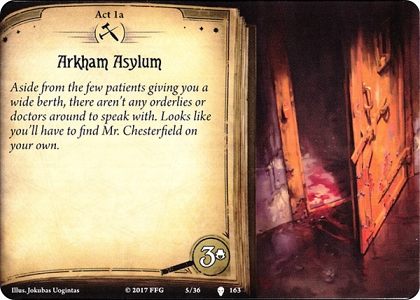 Act 1a
Arkham Asylum
Aside from the few patients giving you a
wide berth, there aren't any orderlies or
doctors around to speak with. Looks like
you'll have to find Mr. Chesterfield on
your own.
3
Illus. Jokubas Uogintas
© 2017 FFG
5/36
163